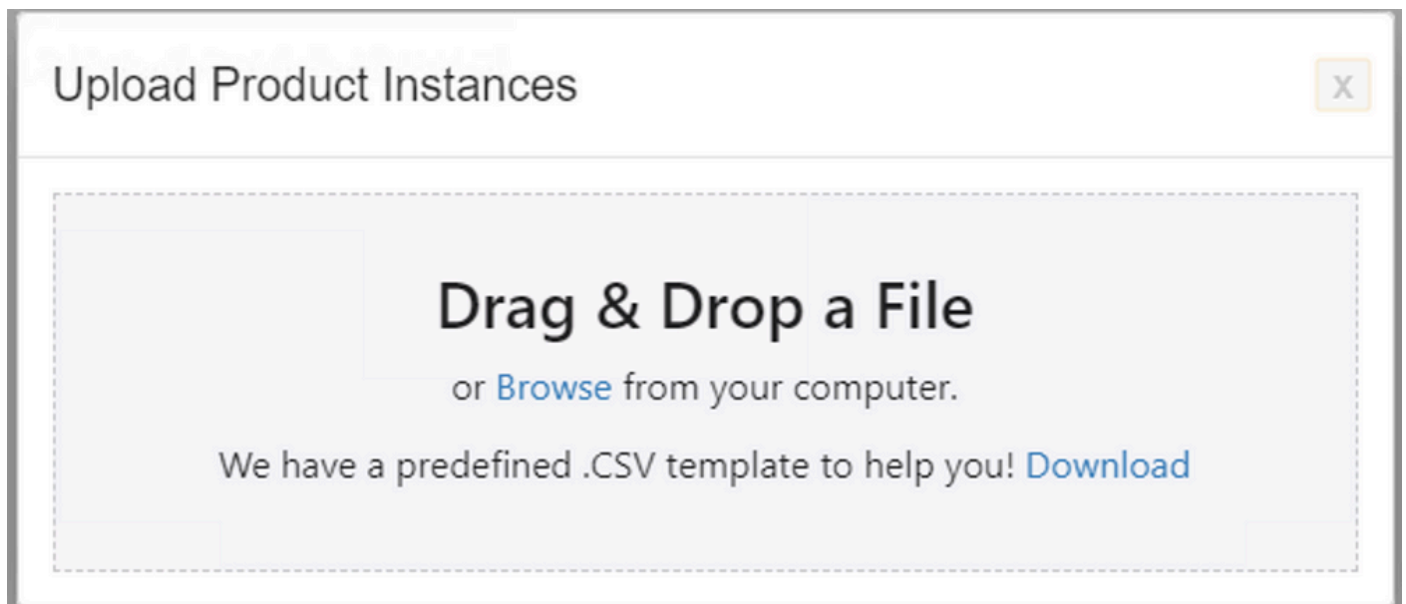 Upload Product Instances
X
Drag & Drop a File
or Browse from your computer.
We have a predefined .CSV template to help you! Download